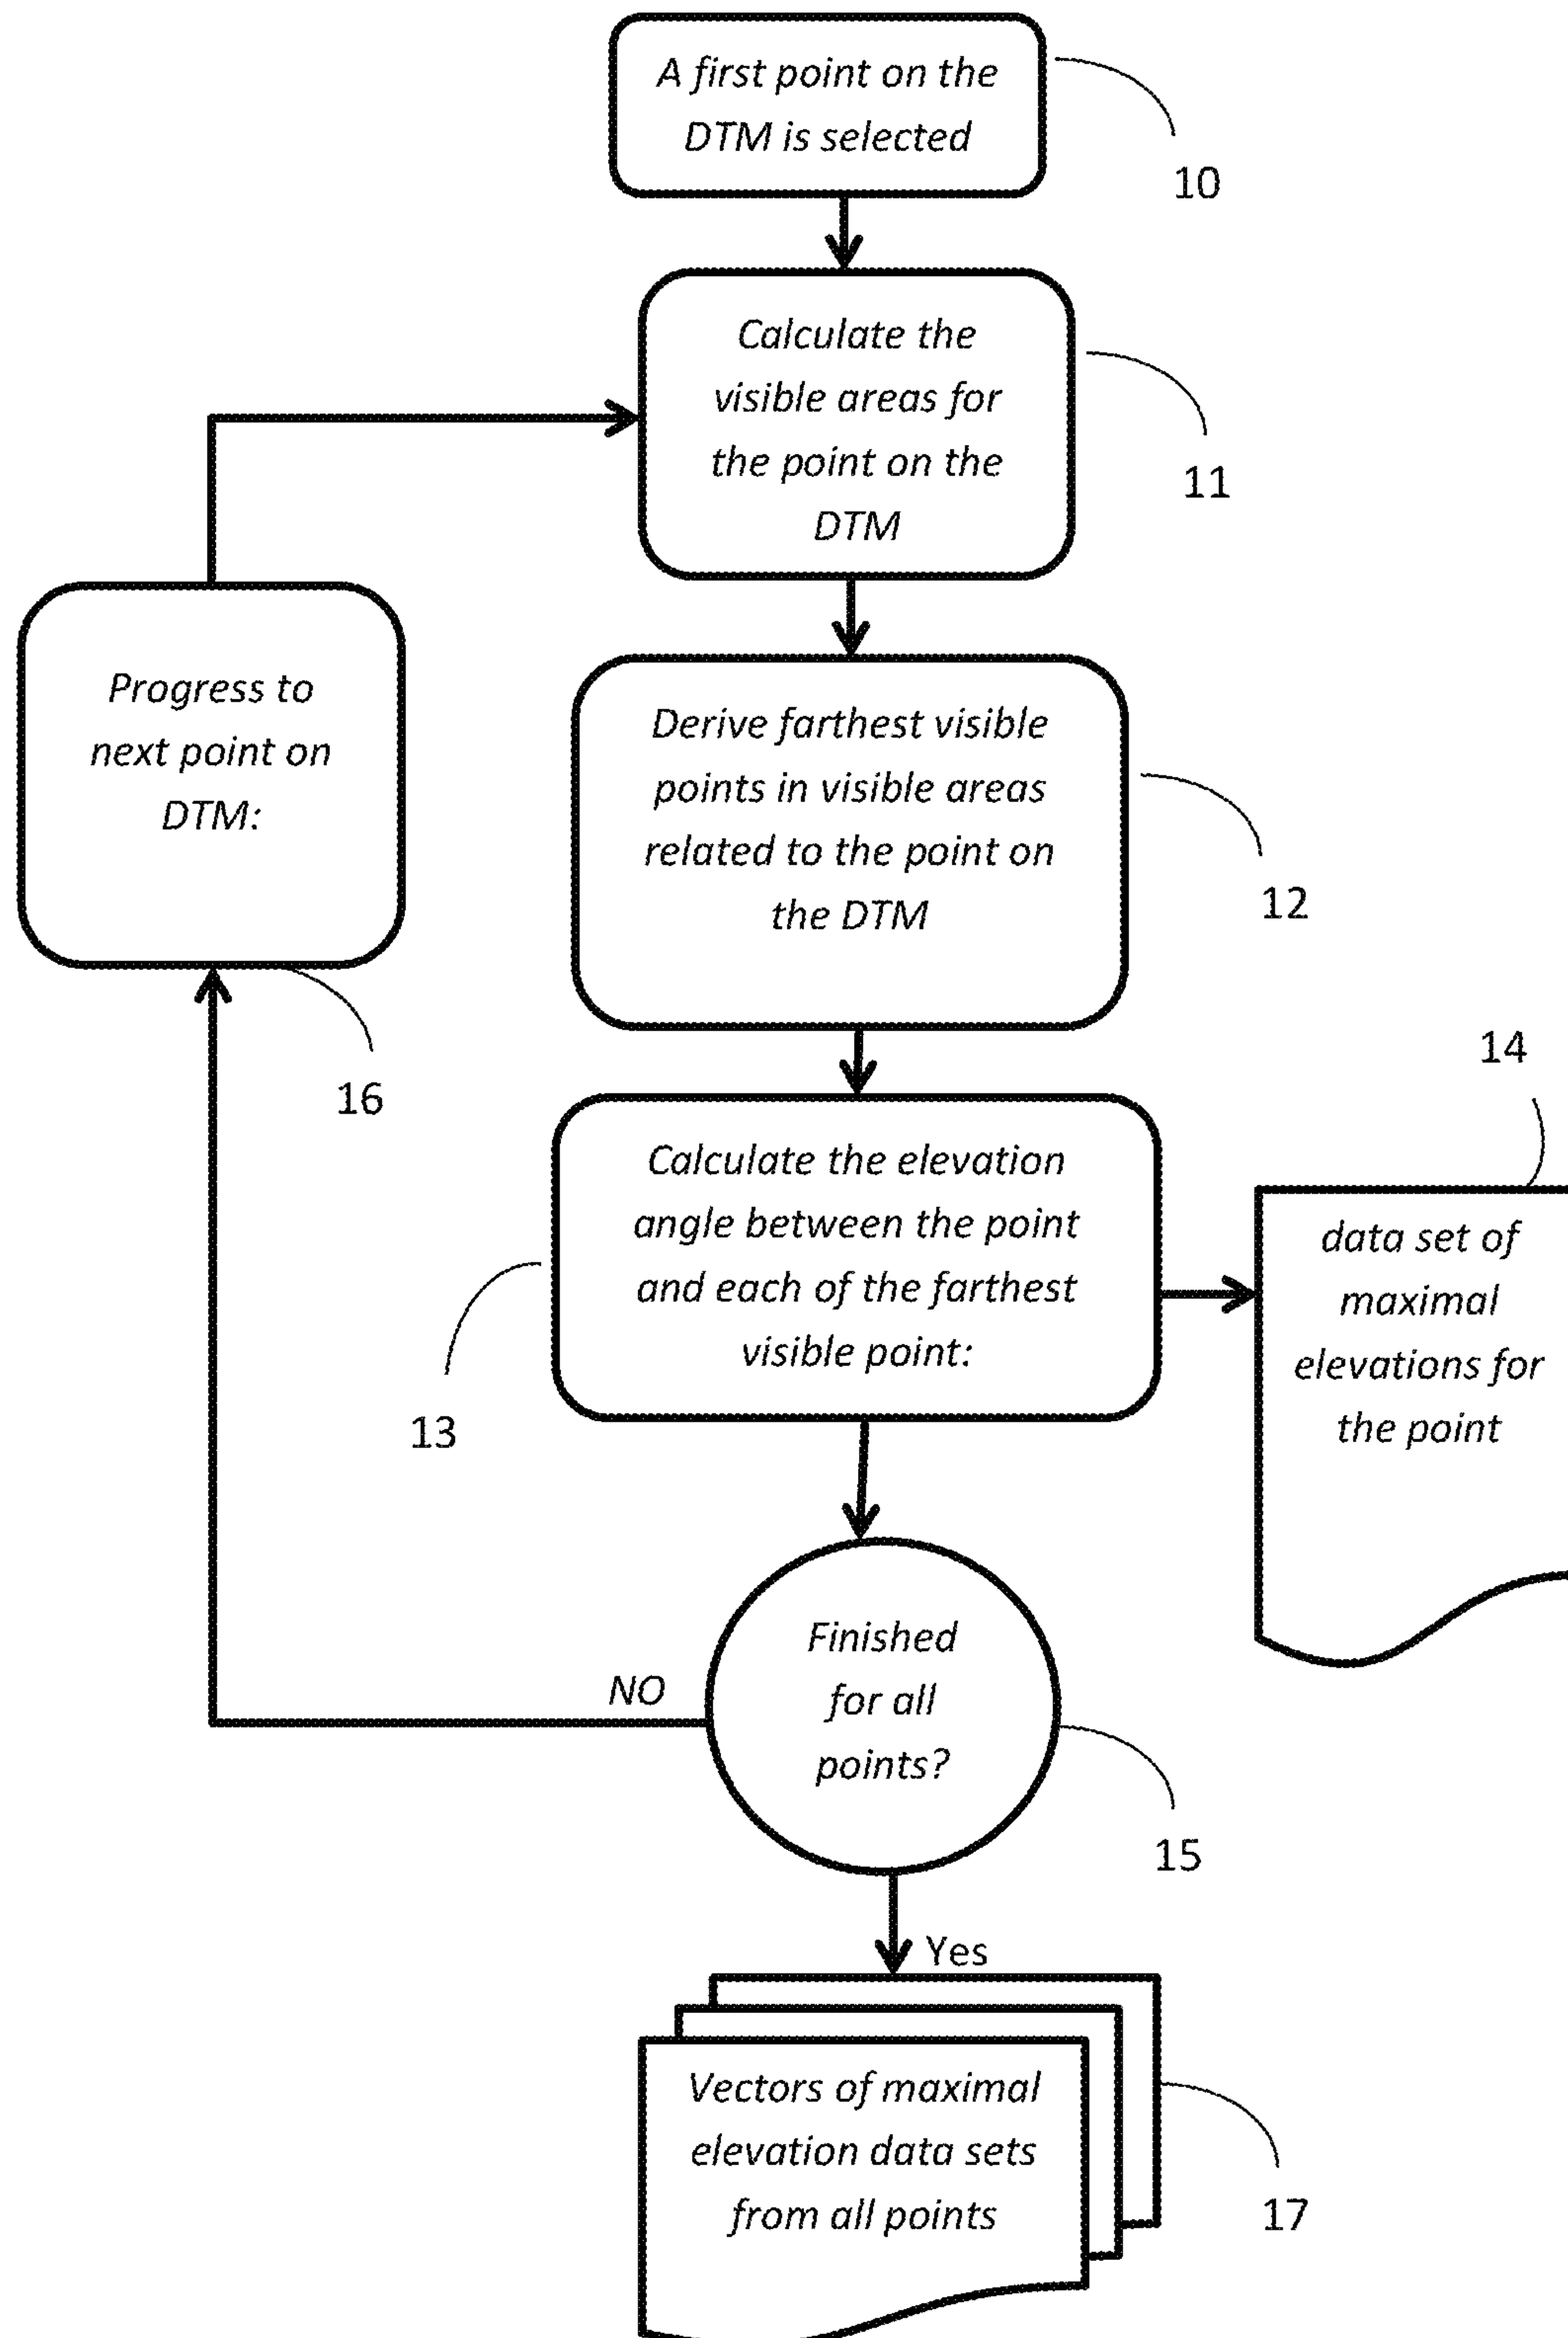 A first point on the
DTM is selected
10
Calculate the
visible areas for
the point on the
DTM
11
Progress to
next point on
DTM:
16
Derive farthest visible
points in visible areas
related to the point on
the DTM
12
Calculate the elevation
angle between the point
and each of the farthest
visible point:
13
14
data set of
maximal
elevations for
the point
Finished
for all
points?
15
NO
Yes
Vectors of maximal
elevation data sets
from all points
17